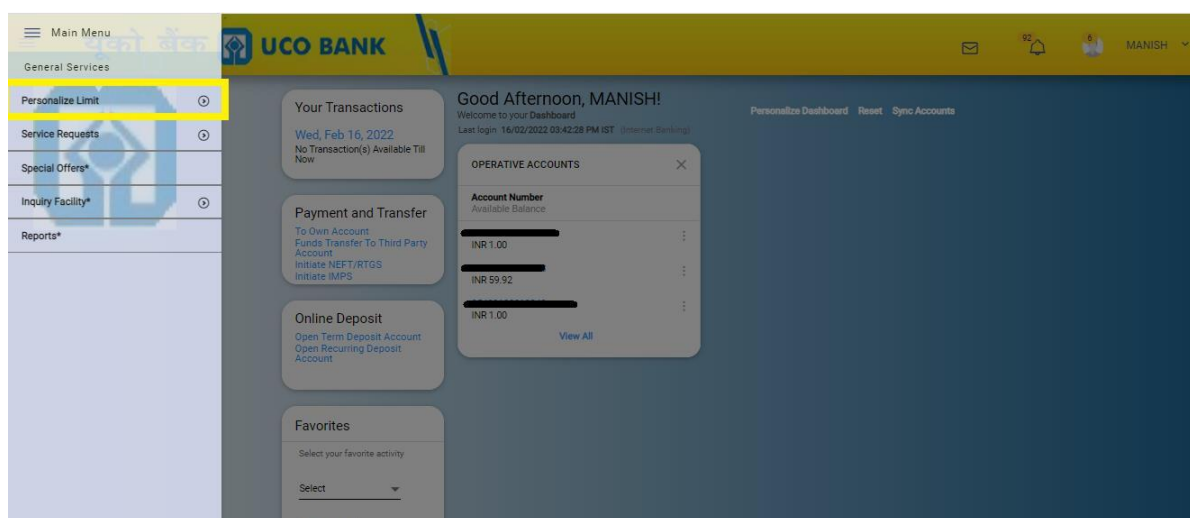 Main Menu
यूको बैंक
UCO BANK
92
6
MANISH
General Services
Personalize Limit
Service Requests
Special Offers*
Inquiry Facility*
Reports*
Your Transactions
Wed, Feb 16, 2022
No Transaction(s) Available Till
Now
Payment and Transfer
To Own Account
Funds Transfer To Third Party
Account
Initiate NEFT/RTGS
Initiate IMPS
Online Deposit
Open Term Deposit Account
Open Recurring Deposit
Account
Favorites
Select your favorite activity
Select
Good Afternoon, MANISH!
Welcome to your Dashboard
Last login 16/02/2022 03:42:28 PM IST (Internet Banking)
OPERATIVE ACCOUNTS
Account Number
Available Balance
INR 1.00
INR 59.92
INR 1.00
View All
Personalize Dashboard Reset Sync Accounts